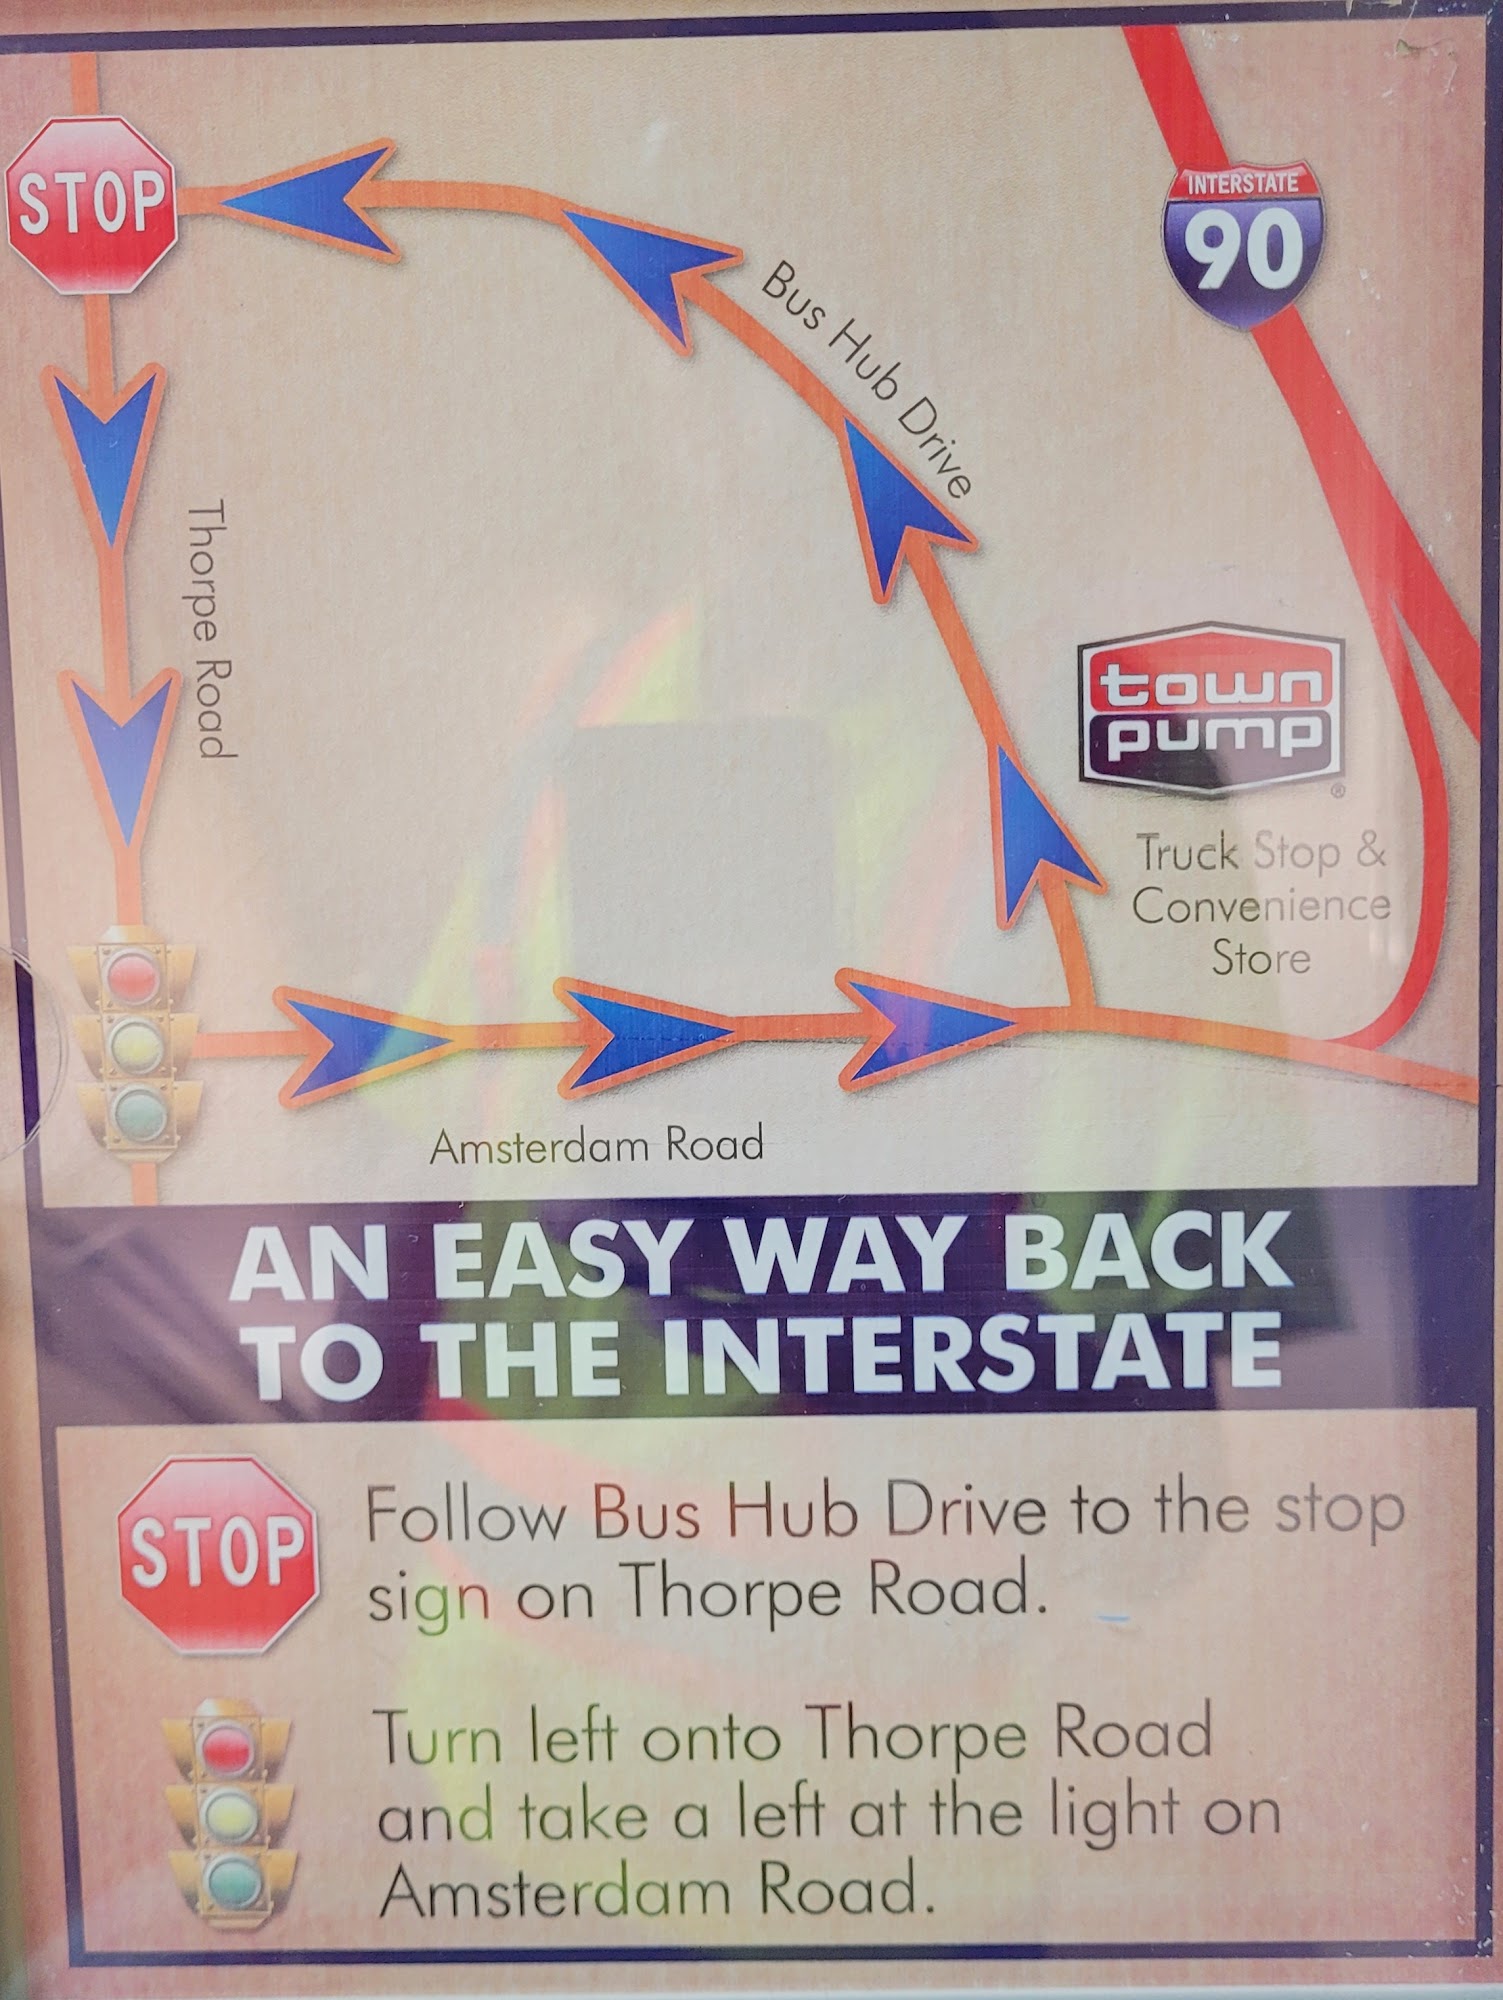 STOP
INTERSTATE
90
Bus Hub Drive
Thorpe Road
town
pump
®
Truck Stop &
Convenience
Store
Amsterdam Road
AN EASY WAY BACK
TO THE INTERSTATE
STOP
Follow Bus Hub Drive to the stop
sign on Thorpe Road.
Turn left onto Thorpe Road
and take a left at the light on
Amsterdam Road.